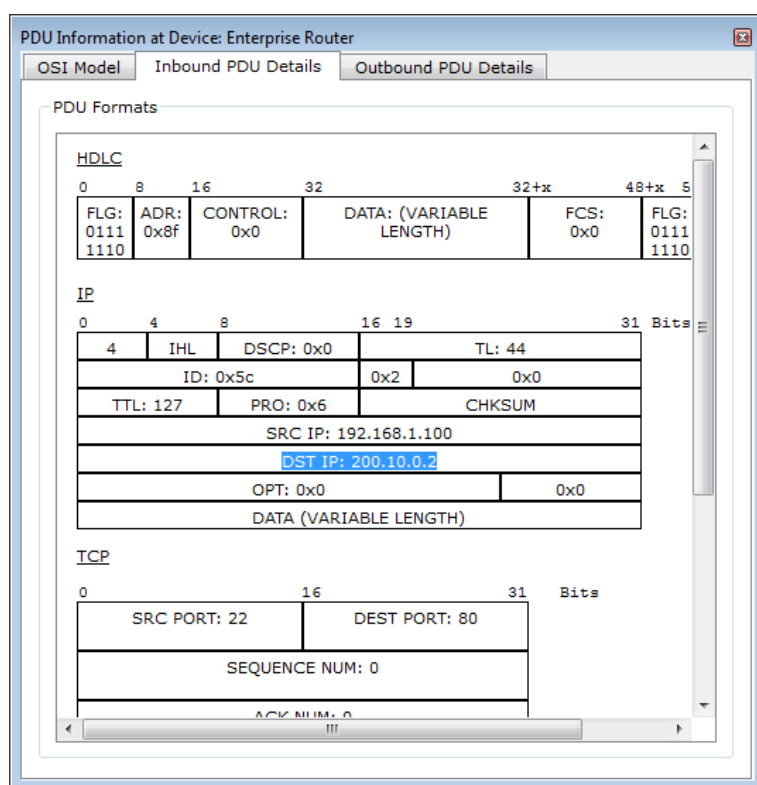 PDU Information at Device: Enterprise Router
OSI Model Inbound PDU Details Outbound PDU Details
PDU Formats
HDLC
0 8 16 32 32+x 48+x 5
FLG: ADR: CONTROL: DATA: (VARIABLE FCS: FLG:
0111 0x8f 0x0 LENGTH) 0x0 0111
1110 1110
IP
0 4 8 16 19 31 Bits
4 IHL DSCP: 0x0 TL: 44
ID: 0x5c 0x2 0x0
TTL: 127 PRO: 0x6 CHKSUM
SRC IP: 192.168.1.100
DST IP: 200.10.0.2
OPT: 0x0 0x0
DATA (VARIABLE LENGTH)
TCP
0 16 31 Bits
SRC PORT: 22 DEST PORT: 80
SEQUENCE NUM: 0
ACK NUM: 0